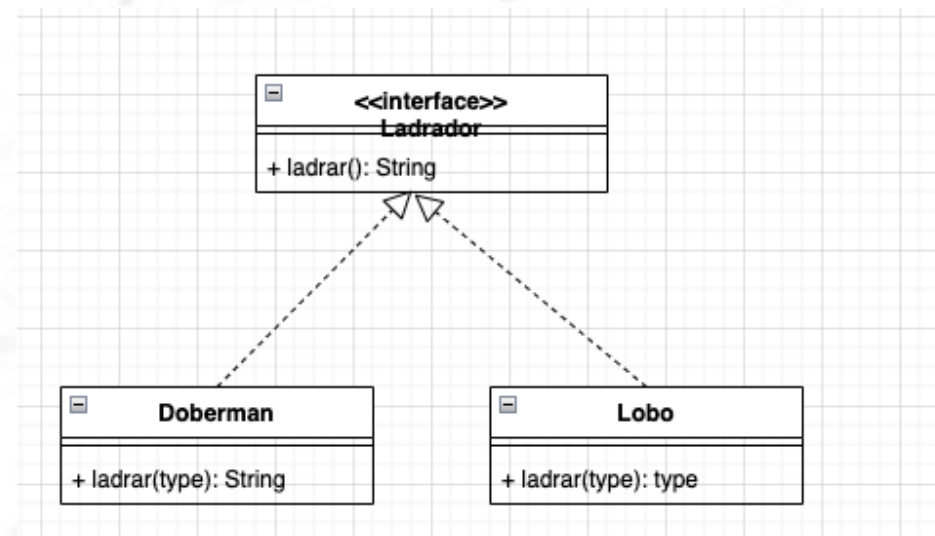 <<interface>>
Ladrador
+ ladrar(): String
Doberman
+ ladrar(type): String
Lobo
+ ladrar(type): type